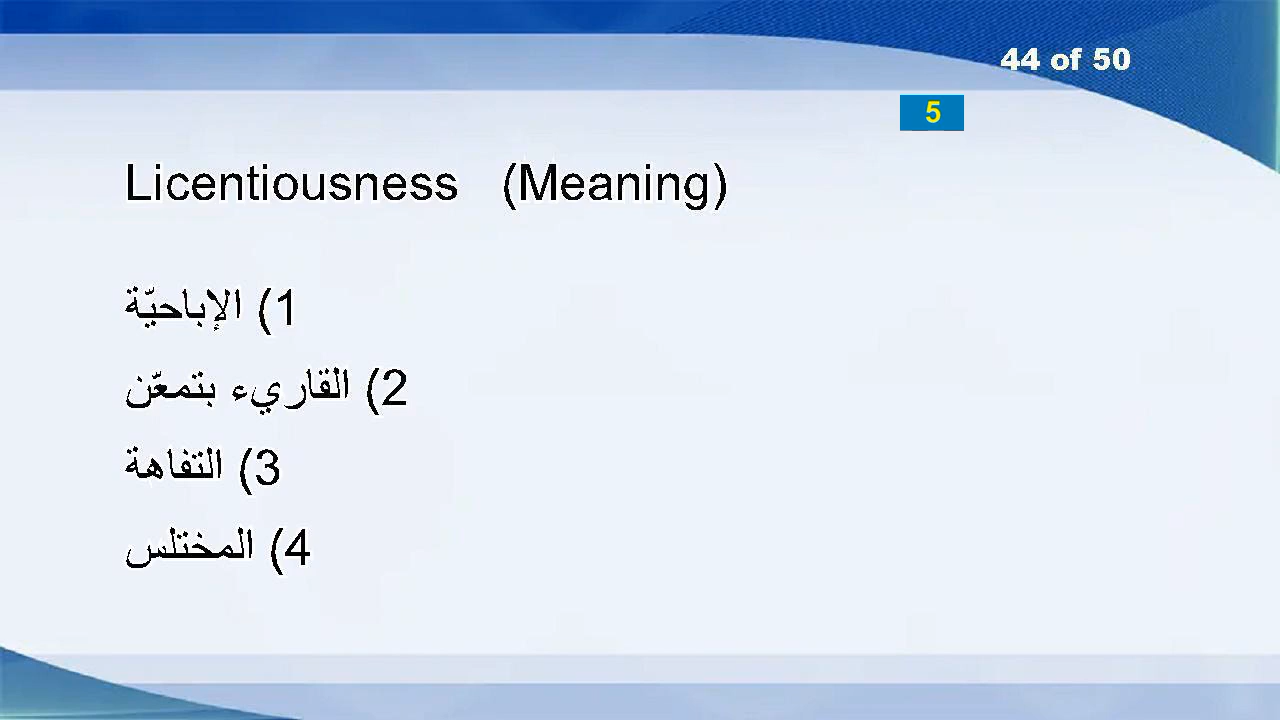 44 of 50
5
Licentiousness (Meaning)
1) الإباحيّة
2) القاريء بتمعّن
3) التفاهة
4) المختلس